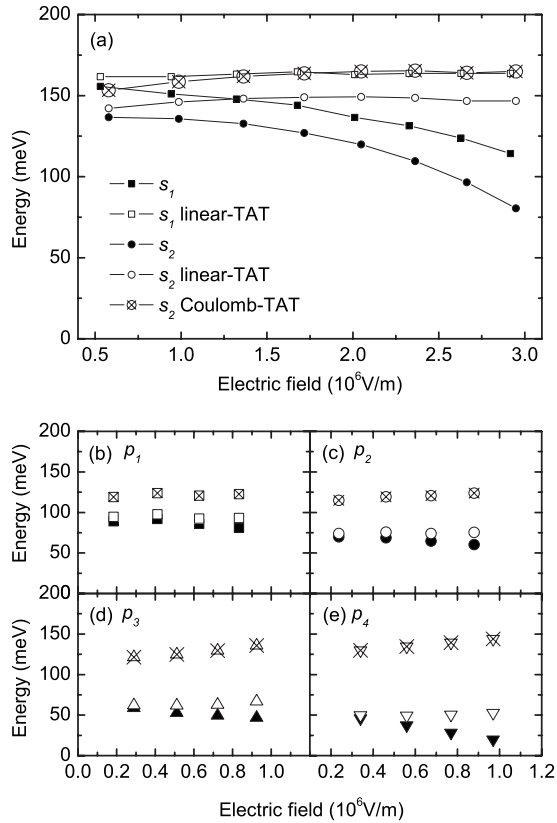 200
(a)
150
100
50
0
Energy (meV)
s1
s1 linear-TAT
s2
s2 linear-TAT
s2 Coulomb-TAT
0.5 1.0 1.5 2.0 2.5 3.0
Electric field (10^6V/m)
200
(b) p1
(c) p2
150
100
50
200
Energy (meV)
(d) p3
(e) p4
150
100
50
0
Energy (meV)
0.0 0.2 0.4 0.6 0.8 1.0
0.2 0.4 0.6 0.8 1.0 1.2
Electric field (10^6V/m)